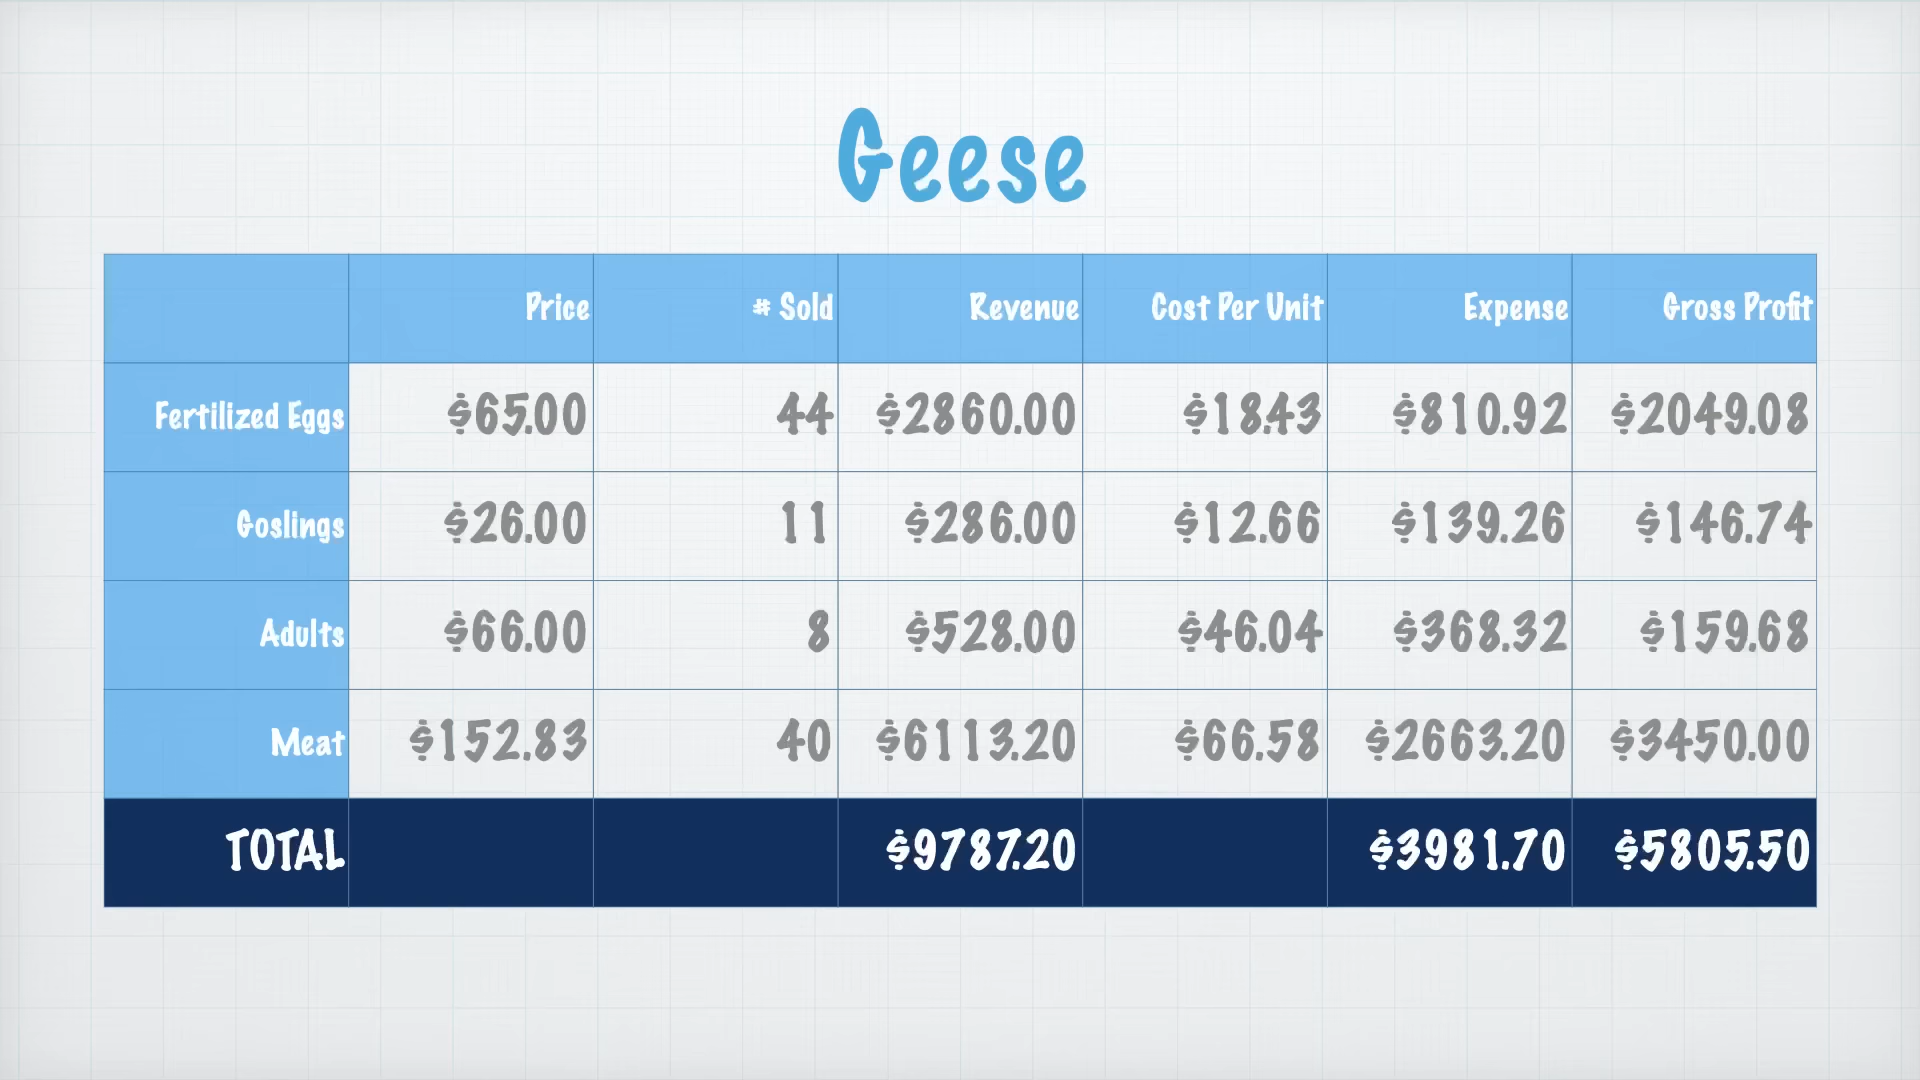 Geese
Price # Sold Revenue Cost Per Unit Expense Gross Profit
Fertilized Eggs $65.00 44 $2860.00 $18.43 $810.92 $2049.08
Goslings $26.00 11 $286.00 $12.66 $139.26 $146.74
Adults $66.00 8 $528.00 $46.04 $368.32 $159.68
Meat $152.83 40 $6113.20 $66.58 $2663.20 $3450.00
TOTAL $9787.20 $3981.70 $5805.50